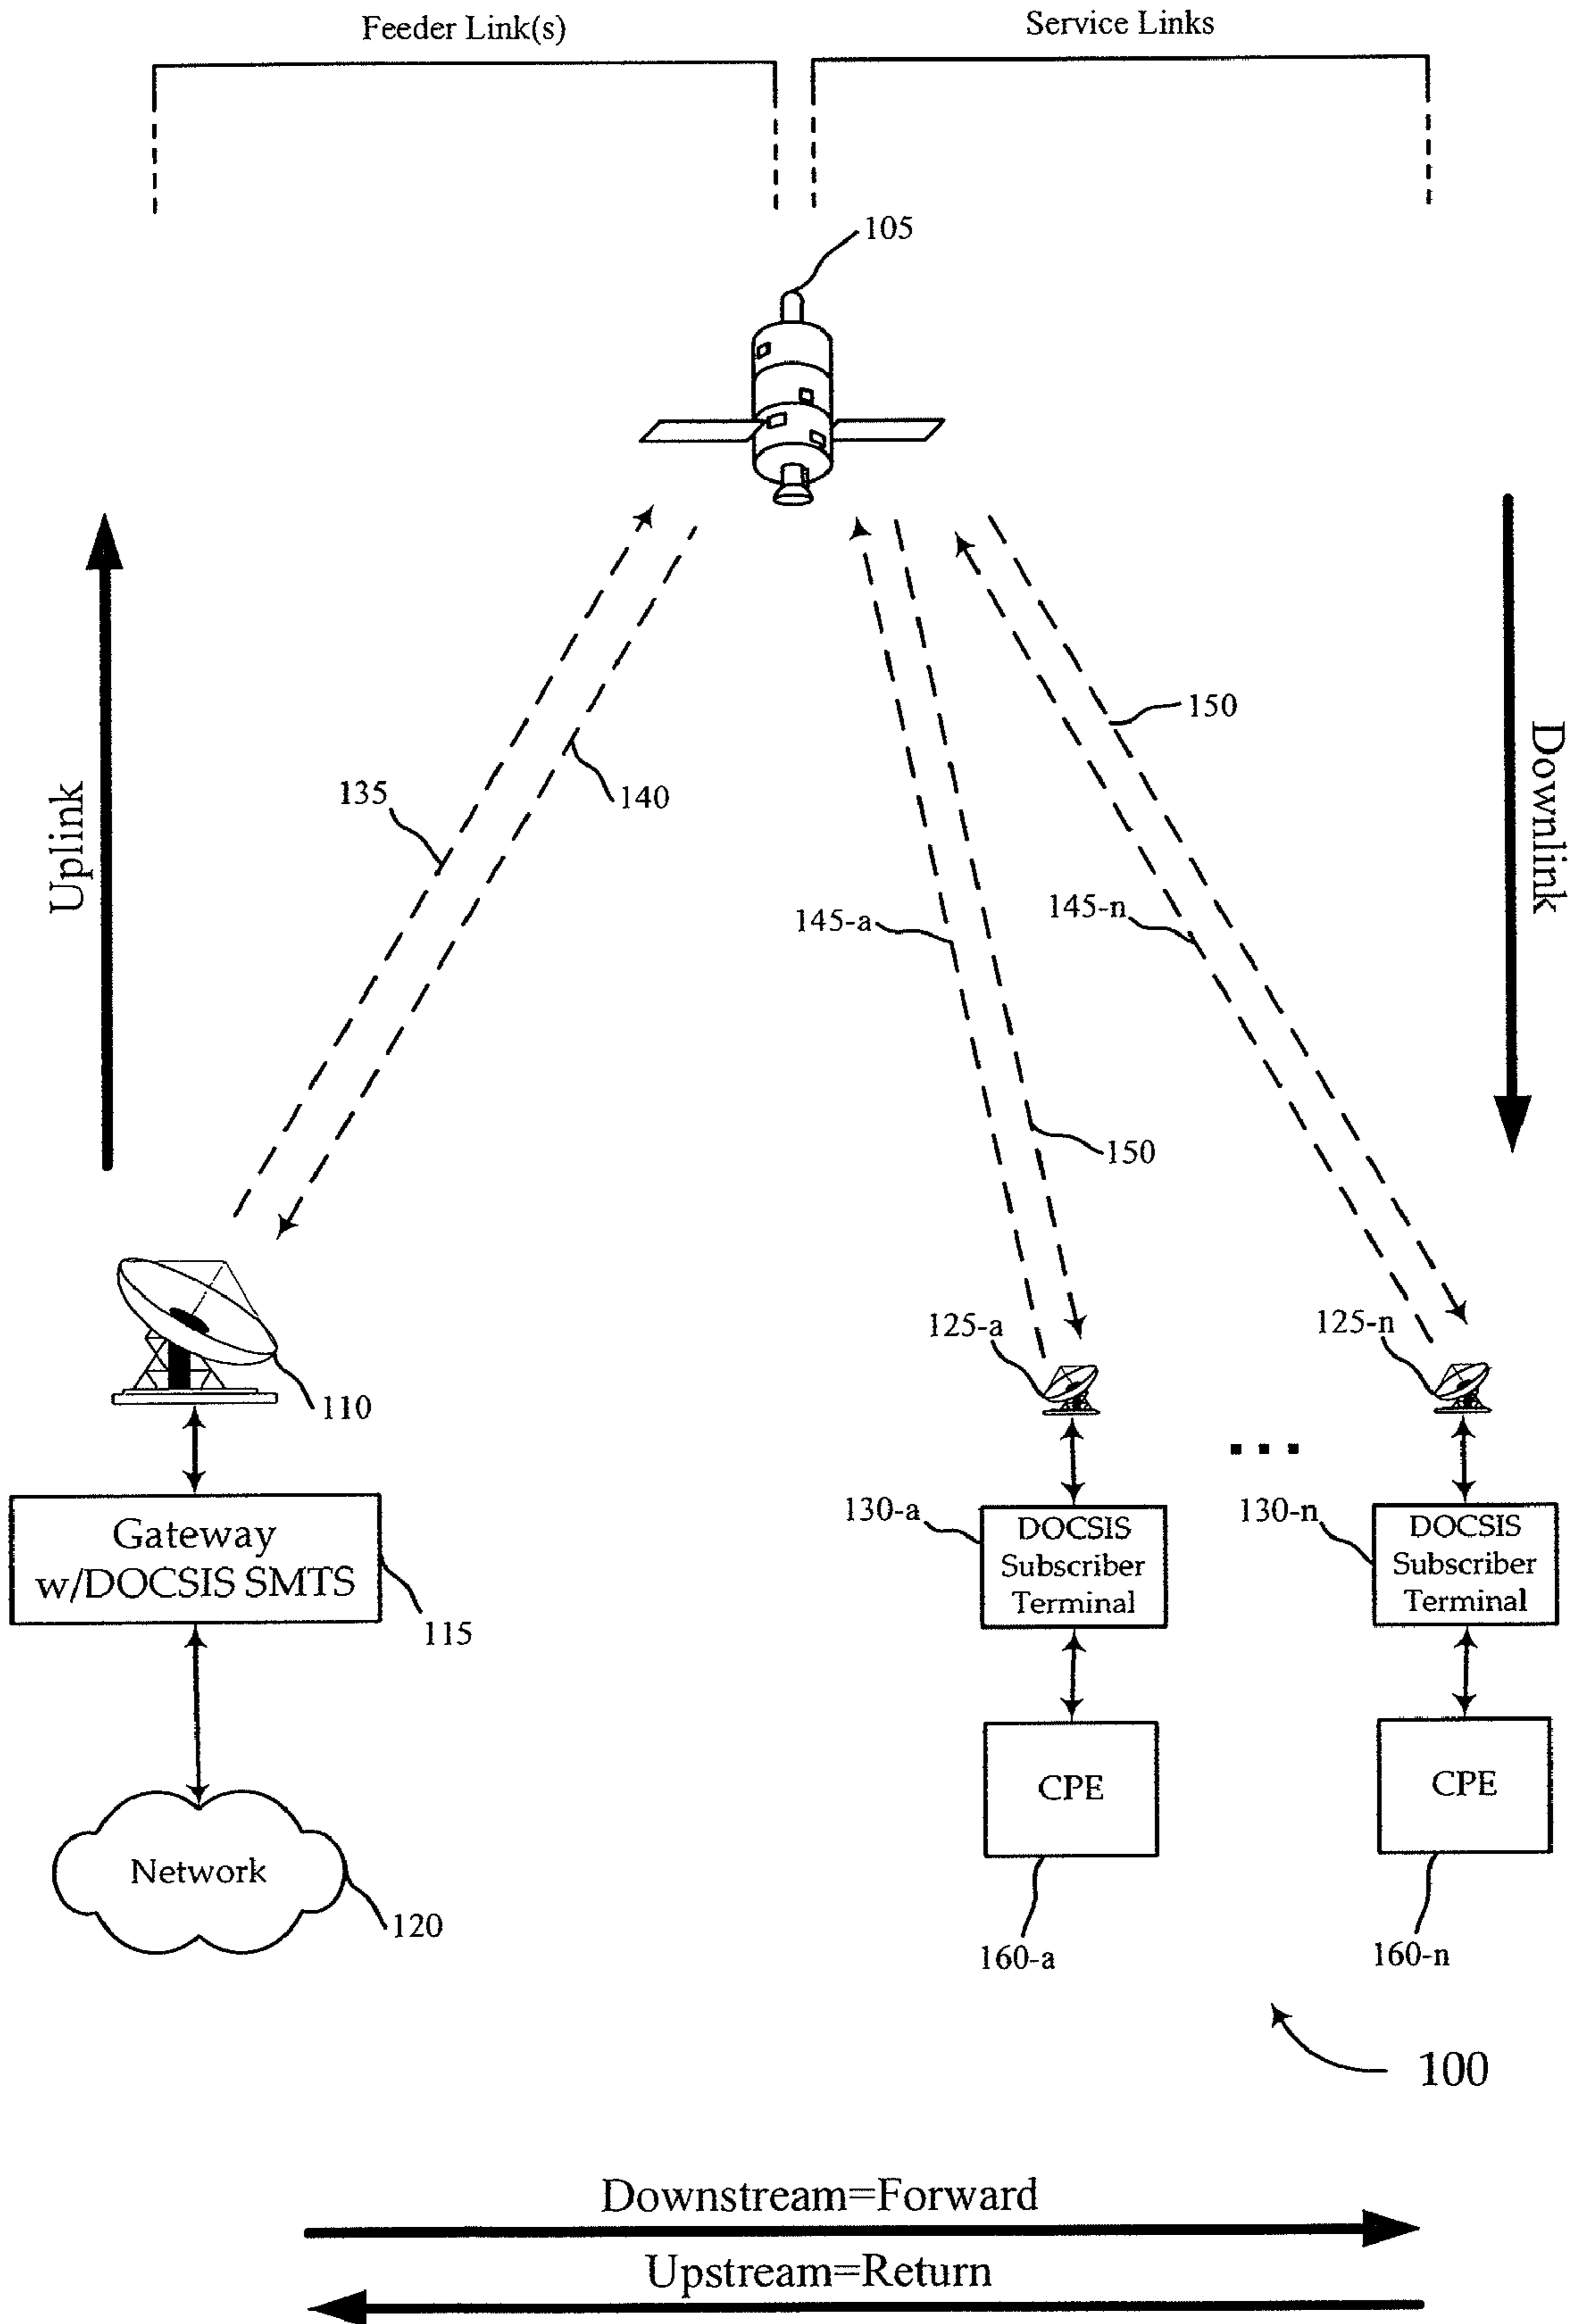 Feeder Link(s)
Service Links
105
Uplink
Downlink
135
140
150
145-a
145-n
150
125-a
125-n
110
Gateway
w/DOCSIS SMTS
115
130-a
DOCSIS
Subscriber
Terminal
130-n
DOCSIS
Subscriber
Terminal
CPE
CPE
Network
120
160-a
160-n
100
Downstream=Forward
Upstream=Return